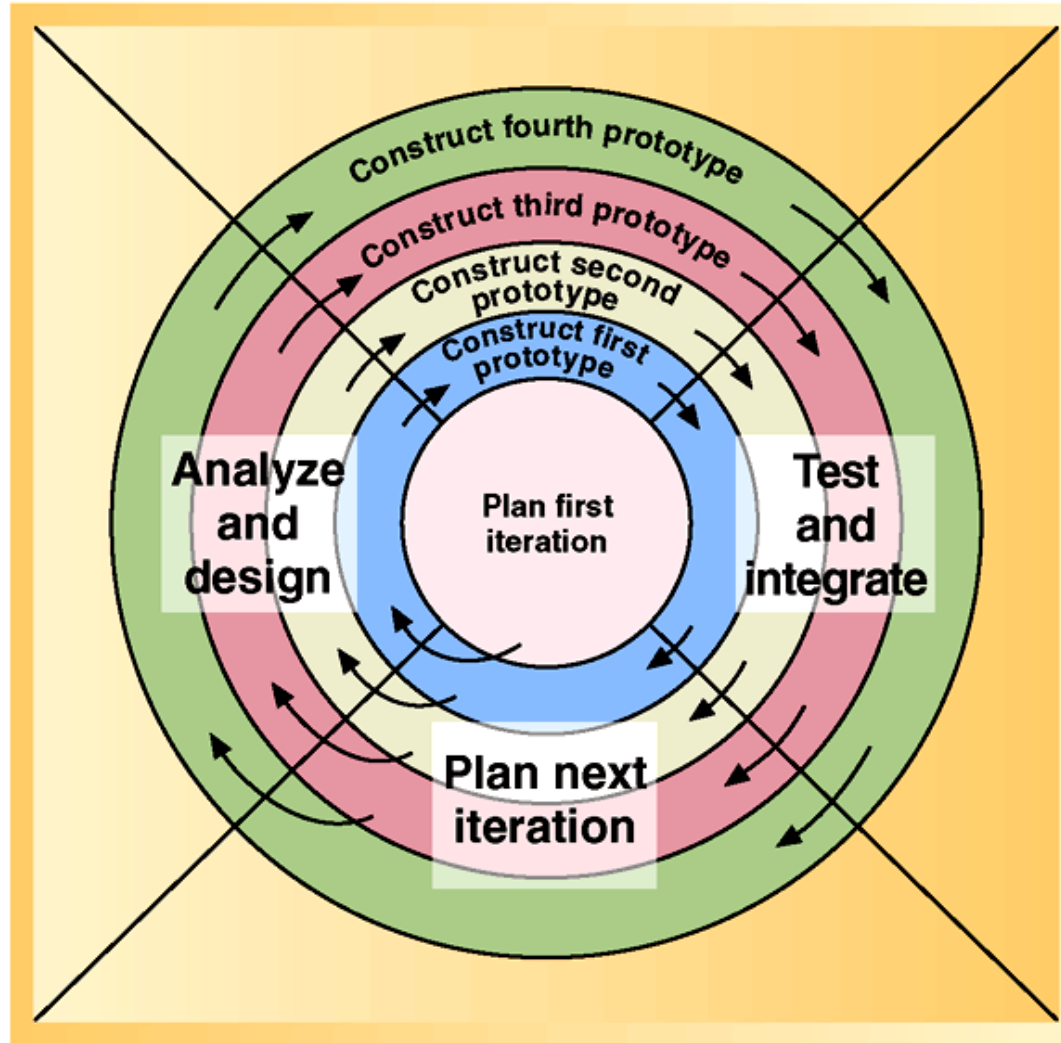 Construct fourth prototype
Construct third prototype
Construct second
prototype
Construct first
prototype
Plan first
iteration
Analyze
and
design
Test
and
integrate
Plan next
iteration